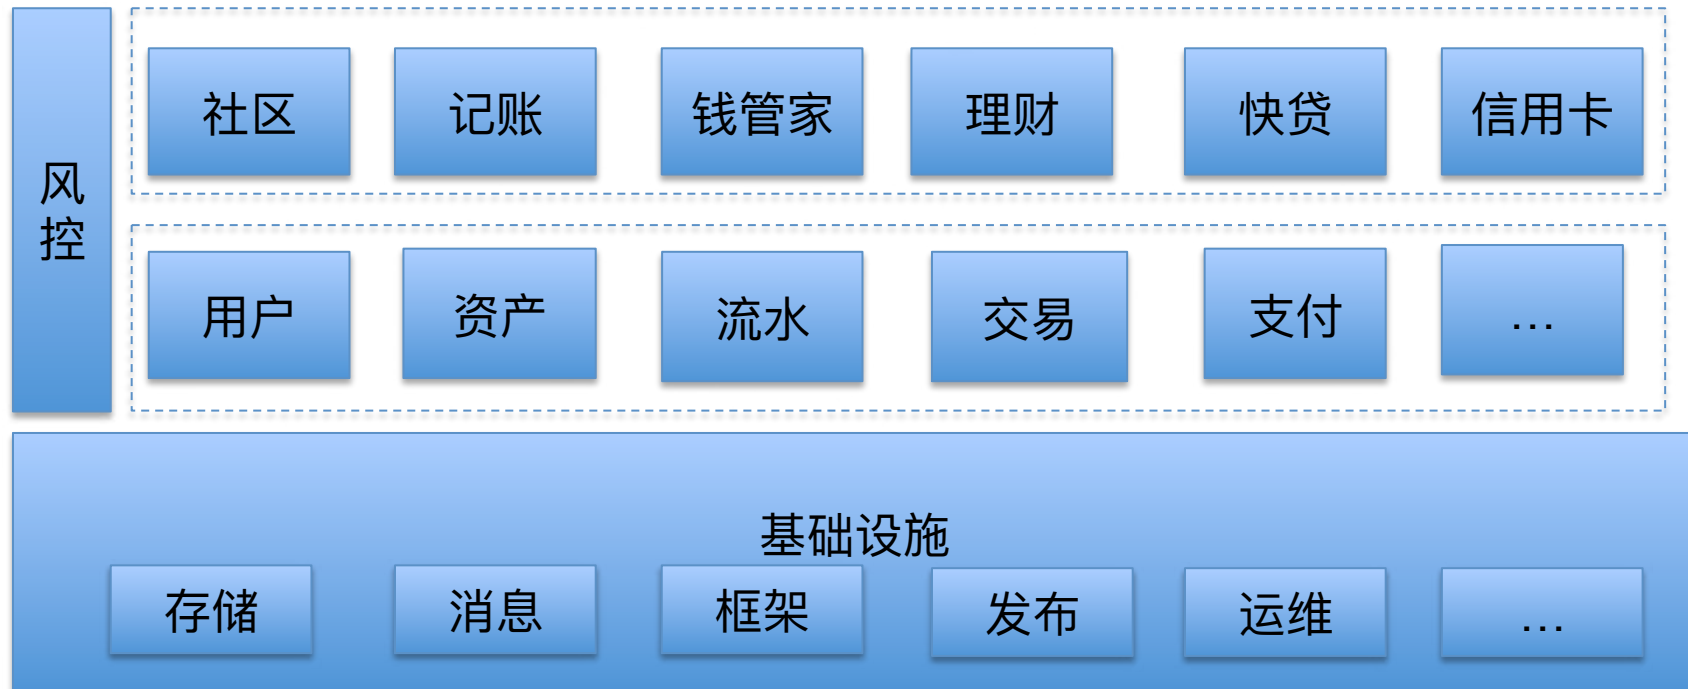 风
控
社区
记账
钱管家
理财
快贷
信用卡
用户
资产
流水
交易
支付
...
基础设施
存储
消息
框架
发布
运维
...